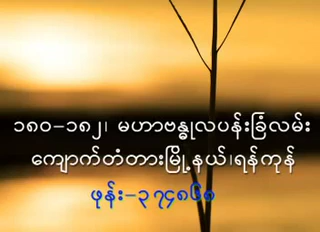 ၁၈၀–၁၈၂၊ မဟာဗန္ဓုလပန်းခြံလမ်း
ကျောက်တံတားမြို့နယ်၊ရန်ကုန်
ဖုန်း–၃၇၄၈၆၈